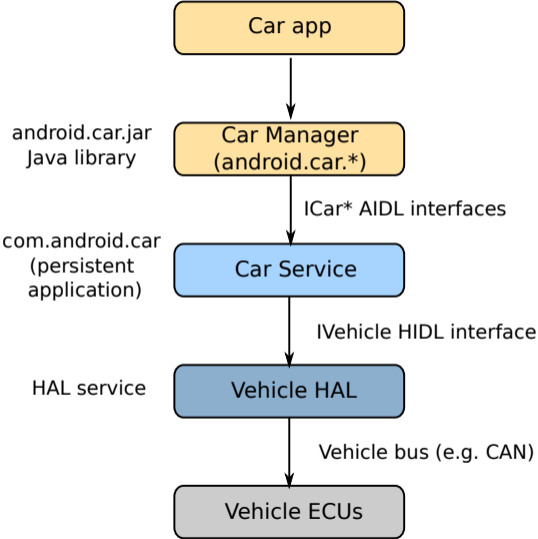 Car app
android.car.jar
Java library
Car Manager
(android.car.*)
ICar* AIDL interfaces
com.android.car
(persistent
application)
Car Service
IVehicle HIDL interface
HAL service
Vehicle HAL
Vehicle bus (e.g. CAN)
Vehicle ECUs